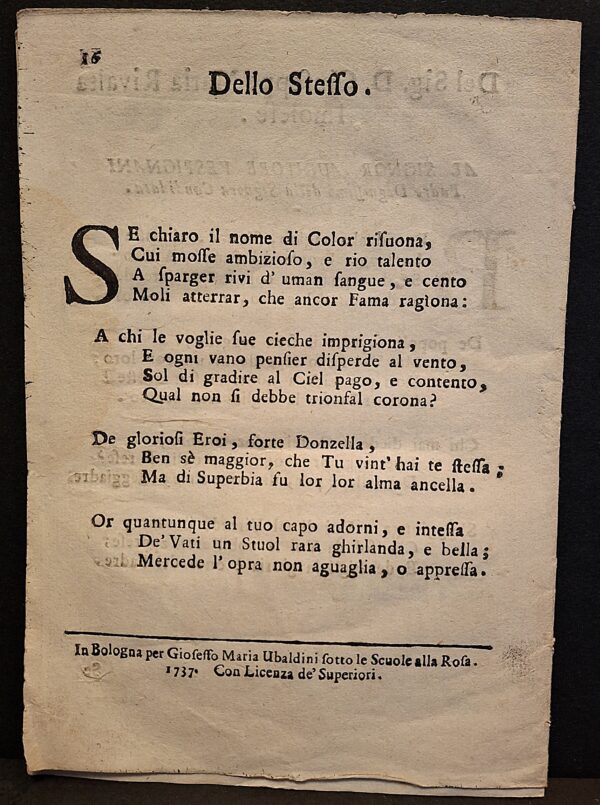 16
Dello Steſſo.
SE chiaro il nome di Color riſuona,
Cui moſſe ambizioſo, e rio talento
A ſparger rivi d'uman ſangue, e cento
Moli atterrar, che ancor Fama ragiona:
A chi le voglie ſue cieche imprigiona,
E ogni vano penſier diſperde al vento,
Sol di gradire al Ciel pago, e contento,
Qual non ſi debbe trionfal corona?
De glorioſi Eroi, forte Donzella,
Ben sè maggior, che Tu vint'hai te ſteſſa;
Ma di Superbia fu lor lor alma ancella.
Or quantunque al tuo capo adorni, e inteſſa
De' Vati un Stuol rara ghirlanda, e bella;
Mercede l'opra non aguaglia, o appreſſa.
In Bologna per Gioſeffo Maria Ubaldini ſotto le Scuole alla Roſa.
1737. Con Licenza de' Superiori.